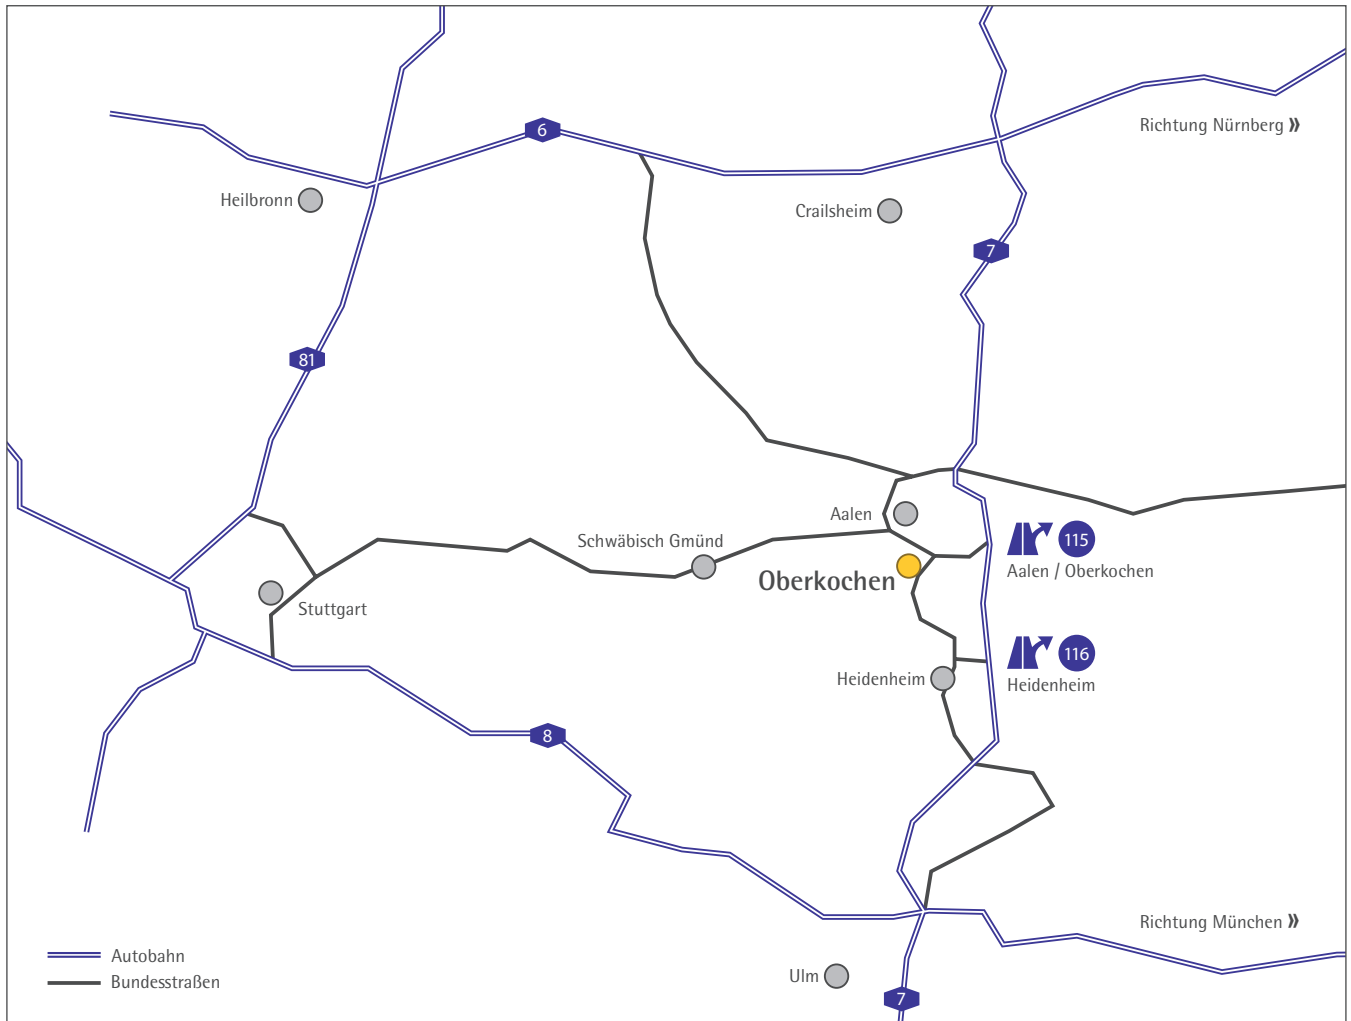 6
Richtung Nürnberg »
Heilbronn
Crailsheim
7
81
Aalen
115
Schwäbisch Gmünd
Aalen / Oberkochen
Oberkochen
Stuttgart
116
Heidenheim
Heidenheim
8
Richtung München »
Autobahn
Ulm
Bundesstraßen
7